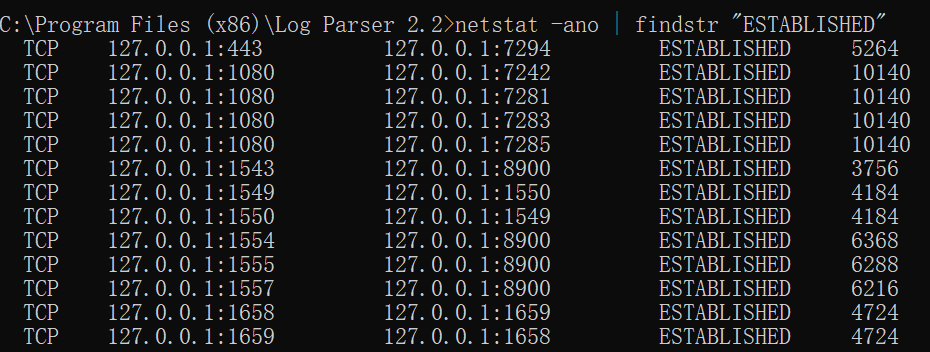 C:\Program Files (x86)\Log Parser 2.2>netstat -ano | findstr "ESTABLISHED"
TCP 127.0.0.1:443 127.0.0.1:7294 ESTABLISHED 5264
TCP 127.0.0.1:1080 127.0.0.1:7242 ESTABLISHED 10140
TCP 127.0.0.1:1080 127.0.0.1:7281 ESTABLISHED 10140
TCP 127.0.0.1:1080 127.0.0.1:7283 ESTABLISHED 10140
TCP 127.0.0.1:1080 127.0.0.1:7285 ESTABLISHED 10140
TCP 127.0.0.1:1543 127.0.0.1:8900 ESTABLISHED 3756
TCP 127.0.0.1:1549 127.0.0.1:1550 ESTABLISHED 4184
TCP 127.0.0.1:1550 127.0.0.1:1549 ESTABLISHED 4184
TCP 127.0.0.1:1554 127.0.0.1:8900 ESTABLISHED 6368
TCP 127.0.0.1:1555 127.0.0.1:8900 ESTABLISHED 6288
TCP 127.0.0.1:1557 127.0.0.1:8900 ESTABLISHED 6216
TCP 127.0.0.1:1658 127.0.0.1:1659 ESTABLISHED 4724
TCP 127.0.0.1:1659 127.0.0.1:1658 ESTABLISHED 4724